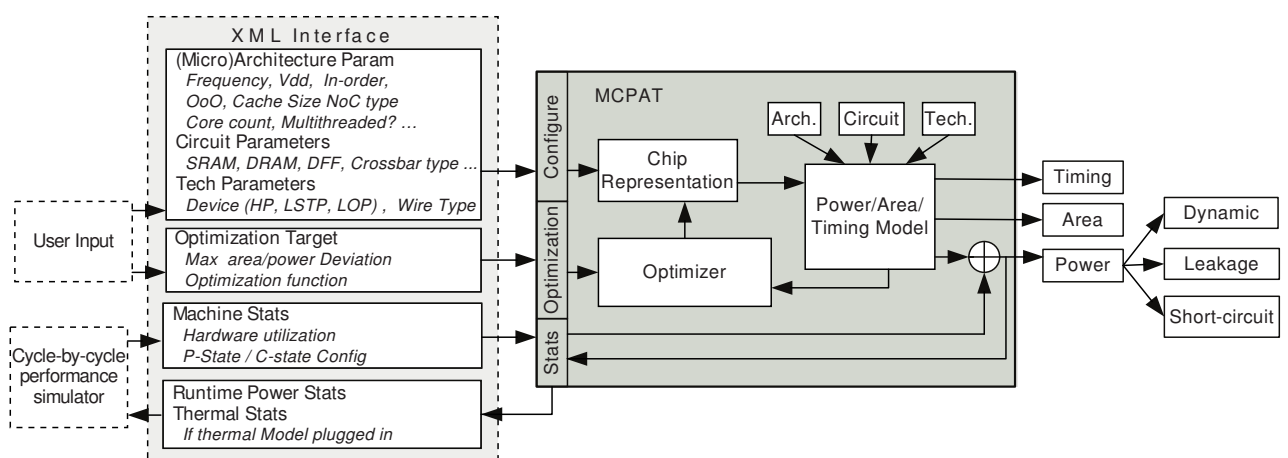 XML Interface
(Micro)Architecture Param
Frequency, Vdd, In-order,
OoO, Cache Size NoC type
Core count, Multithreaded? ...
Circuit Parameters
SRAM, DRAM, DFF, Crossbar type ...
Tech Parameters
Device (HP, LSTP, LOP) , Wire Type
User Input
Optimization Target
Max area/power Deviation
Optimization function
Machine Stats
Hardware utilization
P-State / C-state Config
Cycle-by-cycle
performance
simulator
Runtime Power Stats
Thermal Stats
If thermal Model plugged in
Configure
Optimization
Stats
MCPAT
Arch.
Circuit
Tech.
Chip
Representation
Power/Area/
Timing Model
Optimizer
Timing
Area
Power
Dynamic
Leakage
Short-circuit